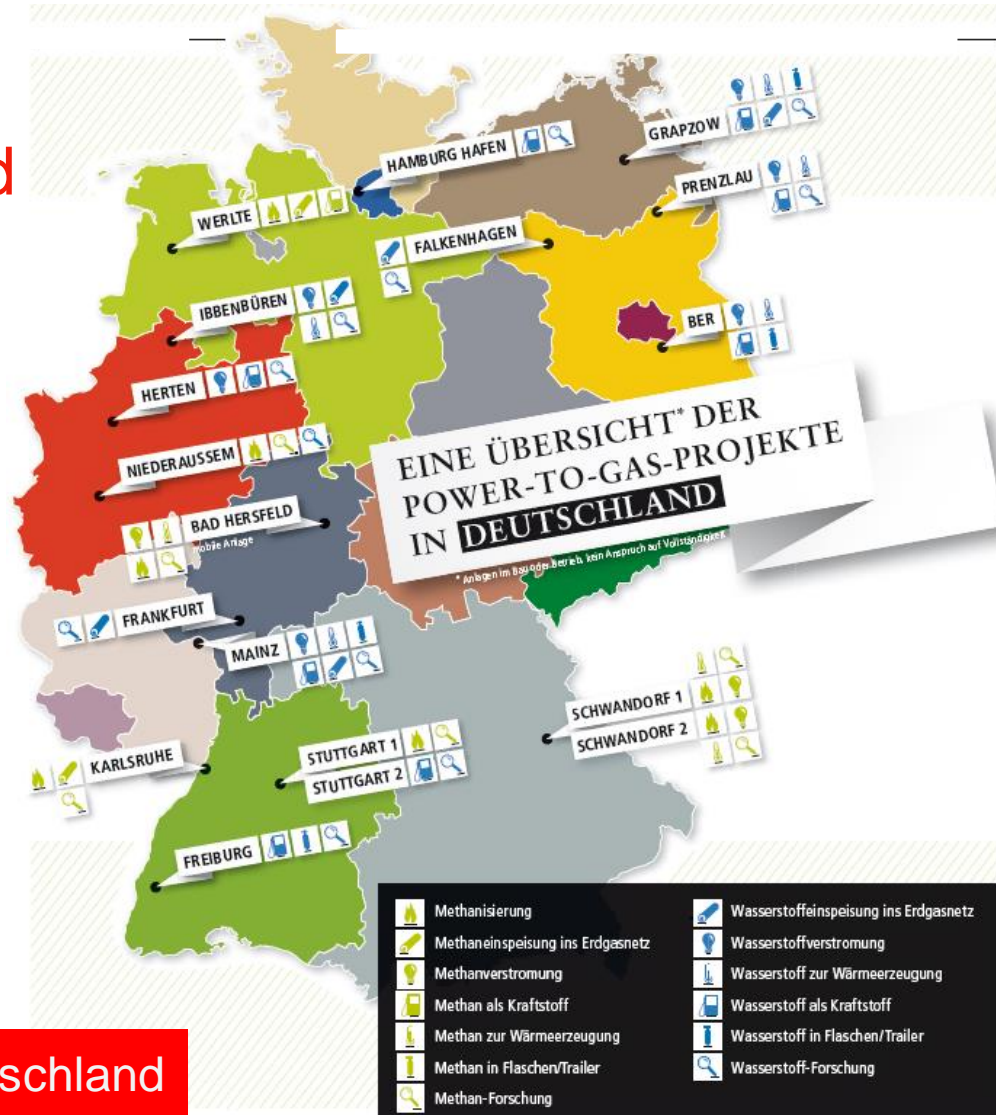 d
HAMBURG HAFEN
GRAPZOW
PRENZLAU
WERLTE
FALKENHAGEN
IBBENBÜREN
BER
HERTEN
NIEDERAUSSEM
EINE ÜBERSICHT* DER
POWER-TO-GAS-PROJEKTE
IN DEUTSCHLAND
* Anlagen im Bau oder Betrieb, kein Anspruch auf Vollständigkeit
BAD HERSFELD
mobile Anlage
FRANKFURT
MAINZ
SCHWANDORF 1
SCHWANDORF 2
KARLSRUHE
STUTTGART 1
STUTTGART 2
FREIBURG
Methanisierung
Methaneinspeisung ins Erdgasnetz
Methanverstromung
Methan als Kraftstoff
Methan zur Wärmeerzeugung
Methan in Flaschen/Trailer
Methan-Forschung
Wasserstoffeinspeisung ins Erdgasnetz
Wasserstoffverstromung
Wasserstoff zur Wärmeerzeugung
Wasserstoff als Kraftstoff
Wasserstoff in Flaschen/Trailer
Wasserstoff-Forschung
schland